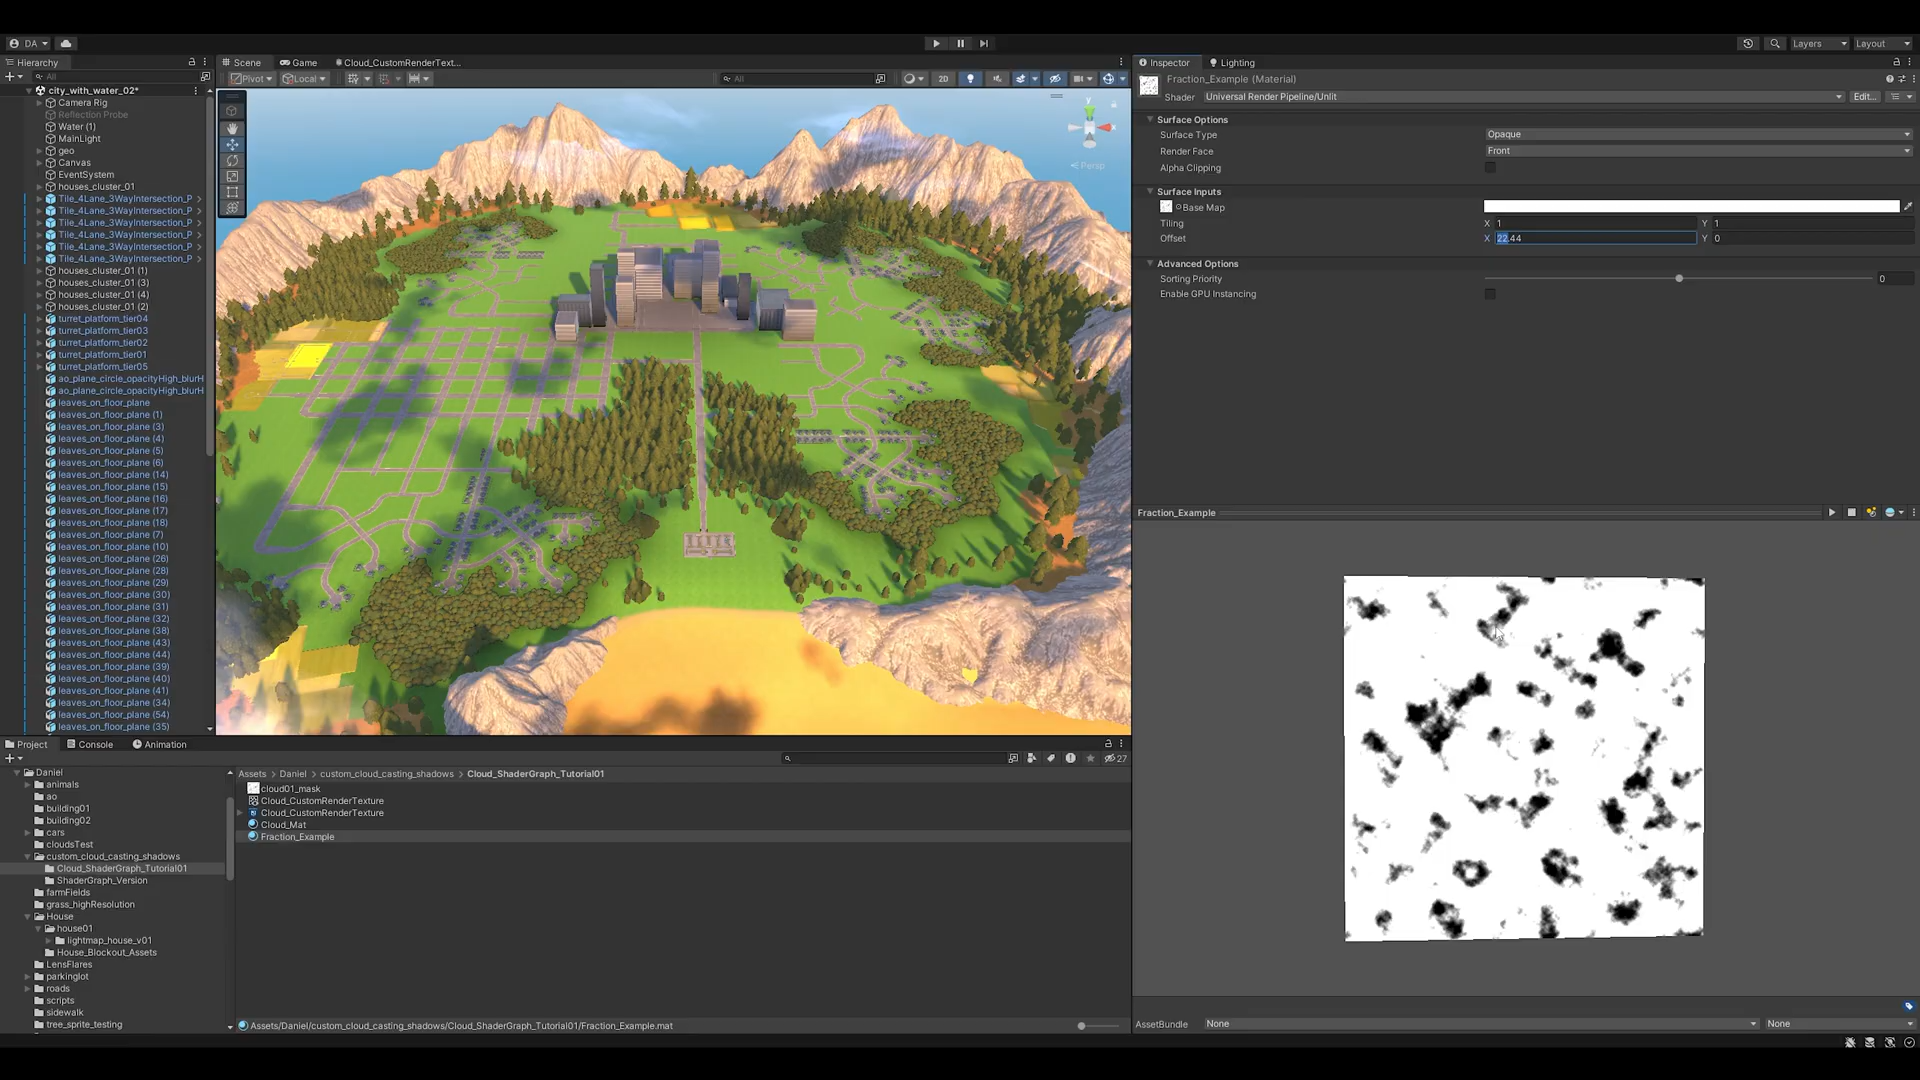 DA
Layers
Layout
Hierarchy
Scene
Game
Cloud_CustomRenderText...
Inspector
Lighting
All
Pivot
Local
2D
All
Fraction_Example (Material)
Shader
Universal Render Pipeline/Unlit
Edit...
city_with_water_02*
Camera Rig
Reflection Probe
Water (1)
MainLight
geo
Canvas
EventSystem
houses_cluster_01
Tile_4Lane_3WayIntersection_P
Tile_4Lane_3WayIntersection_P
Tile_4Lane_3WayIntersection_P
Tile_4Lane_3WayIntersection_P
Tile_4Lane_3WayIntersection_P
Tile_4Lane_3WayIntersection_P
houses_cluster_01 (1)
houses_cluster_01 (3)
houses_cluster_01 (4)
houses_cluster_01 (2)
turret_platform_tier04
turret_platform_tier03
turret_platform_tier02
turret_platform_tier01
turret_platform_tier05
ao_plane_circle_opacityHigh_blurH
ao_plane_circle_opacityHigh_blurH
leaves_on_floor_plane
leaves_on_floor_plane (1)
leaves_on_floor_plane (3)
leaves_on_floor_plane (4)
leaves_on_floor_plane (5)
leaves_on_floor_plane (6)
leaves_on_floor_plane (14)
leaves_on_floor_plane (15)
leaves_on_floor_plane (16)
leaves_on_floor_plane (17)
leaves_on_floor_plane (18)
leaves_on_floor_plane (7)
leaves_on_floor_plane (10)
leaves_on_floor_plane (26)
leaves_on_floor_plane (28)
leaves_on_floor_plane (29)
leaves_on_floor_plane (30)
leaves_on_floor_plane (31)
leaves_on_floor_plane (32)
leaves_on_floor_plane (38)
leaves_on_floor_plane (43)
leaves_on_floor_plane (44)
leaves_on_floor_plane (39)
leaves_on_floor_plane (40)
leaves_on_floor_plane (41)
leaves_on_floor_plane (34)
leaves_on_floor_plane (54)
leaves_on_floor_plane (35)
y
x
Persp
Surface Options
Surface Type
Opaque
Render Face
Front
Alpha Clipping
Surface Inputs
Base Map
Tiling
X 1
Y 1
Offset
X 22.44
Y 0
Advanced Options
Sorting Priority
0
Enable GPU Instancing
Fraction_Example
Project
Console
Animation
27
Daniel
animals
ao
building01
building02
cars
cloudsTest
custom_cloud_casting_shadows
Cloud_ShaderGraph_Tutorial01
ShaderGraph_Version
farmFields
grass_highResolution
House
house01
lightmap_house_v01
House_Blockout_Assets
LensFlares
parkinglot
roads
scripts
sidewalk
tree_sprite_testing
Assets > Daniel > custom_cloud_casting_shadows > Cloud_ShaderGraph_Tutorial01
cloud01_mask
Cloud_CustomRenderTexture
Cloud_CustomRenderTexture
Cloud_Mat
Fraction_Example
Assets/Daniel/custom_cloud_casting_shadows/Cloud_ShaderGraph_Tutorial01/Fraction_Example.mat
AssetBundle
None
None